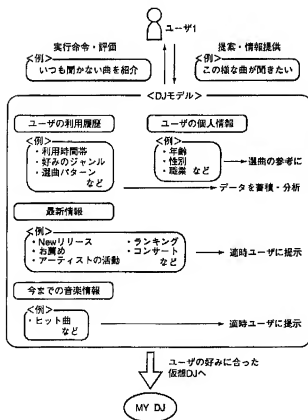 ユーザ1
実行命令・評価
提案・情報提供
<例>
いつも聞かない曲を紹介
<例>
この様な曲が聞きたい
<DJモデル>
ユーザの利用履歴
<例>
・利用時間帯
・好みのジャンル
・選曲パターン
など
ユーザの個人情報
<例>
・年齢
・性別
・職業 など
選曲の参考に
データを蓄積・分析
最新情報
<例>
・Newリリース
・お薦め
・アーティストの活動
・ランキング
・コンサート
など
適時ユーザに提示
今までの音楽情報
<例>
・ヒット曲
など
適時ユーザに提示
ユーザの好みに合った
仮想DJへ
MY DJ